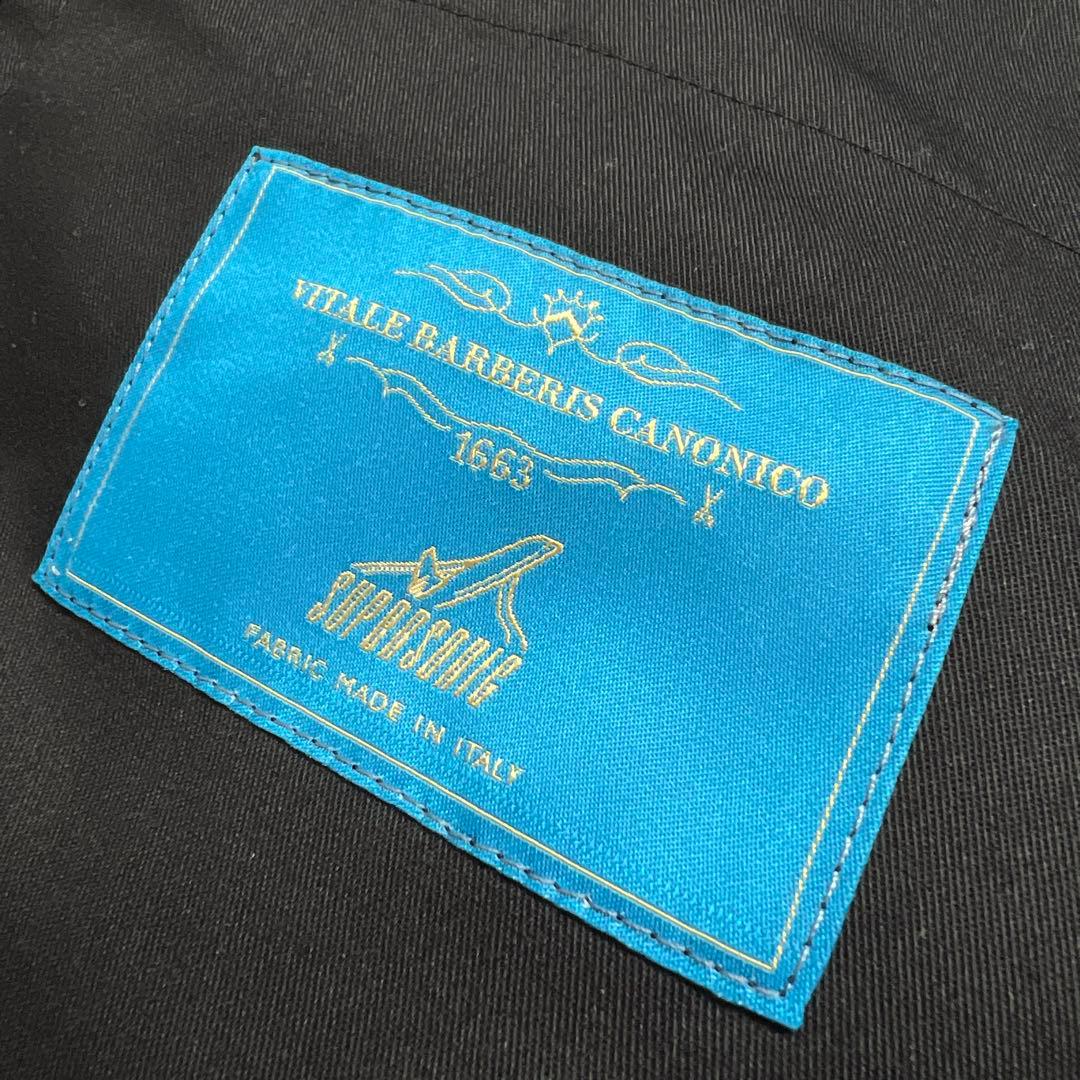 VITALE BARBERIS CANONICO
1663
SUPERSONIC
FABRIC MADE IN ITALY